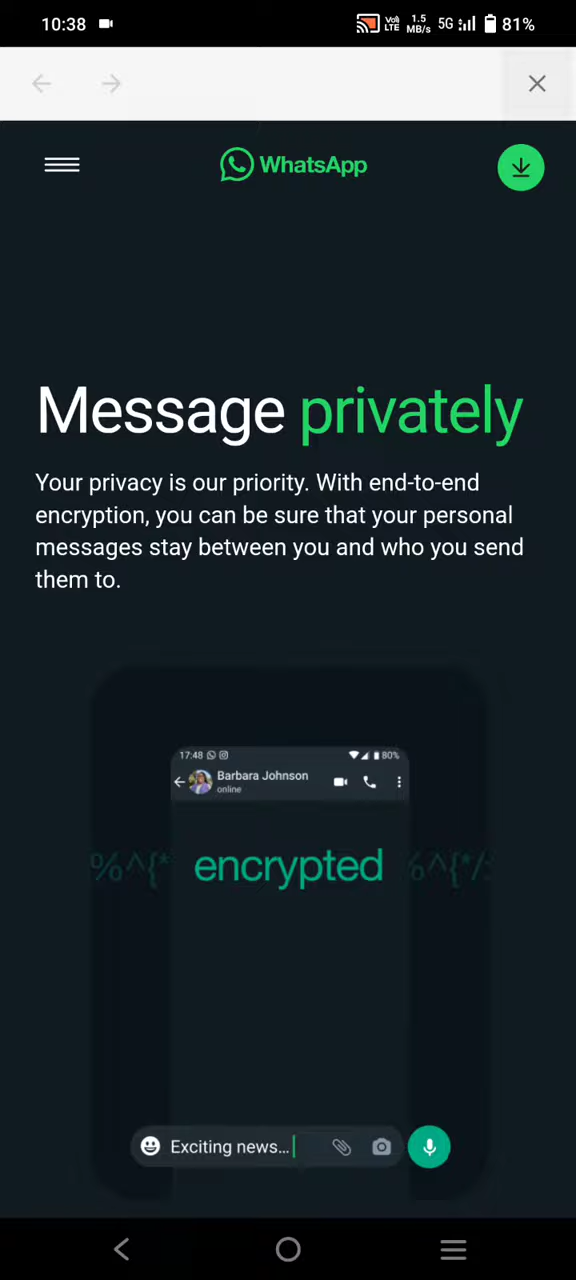 10:38 Vo) LTE 1.5 MB/s 5G 81%
WhatsApp
Message privately
Your privacy is our priority. With end-to-end
encryption, you can be sure that your personal
messages stay between you and who you send
them to.
17:48 80%
Barbara Johnson
online
%^{* encrypted %^{*/:
Exciting news...